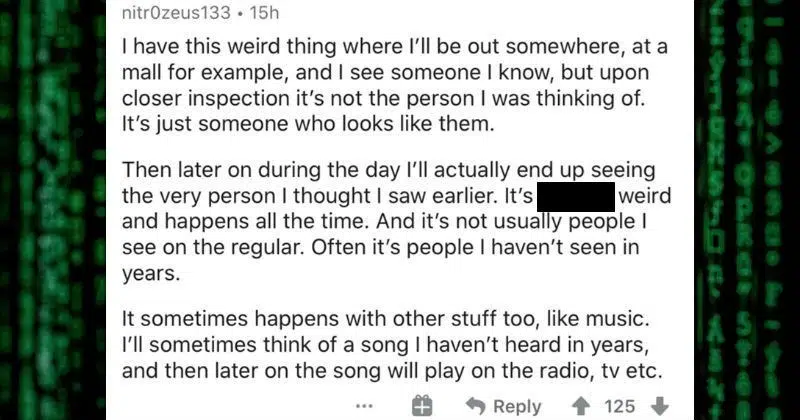 nitr0zeus133 • 15h
I have this weird thing where I'll be out somewhere, at a
mall for example, and I see someone I know, but upon
closer inspection it's not the person I was thinking of.
It's just someone who looks like them.
Then later on during the day I'll actually end up seeing
the very person I thought I saw earlier. It's weird
and happens all the time. And it's not usually people I
see on the regular. Often it's people I haven't seen in
years.
It sometimes happens with other stuff too, like music.
I'll sometimes think of a song I haven't heard in years,
and then later on the song will play on the radio, tv etc.
... Reply 125